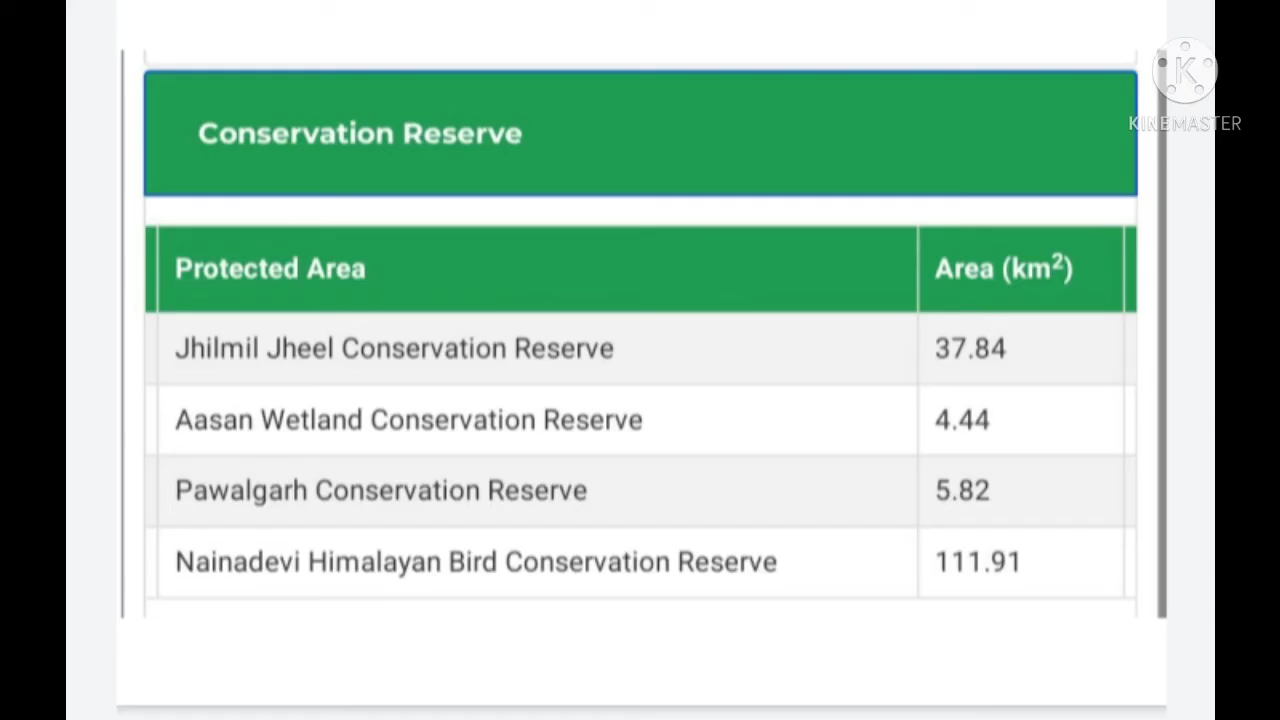 Conservation Reserve
K
KINEMASTER
Protected Area Area (km²)
Jhilmil Jheel Conservation Reserve 37.84
Aasan Wetland Conservation Reserve 4.44
Pawalgarh Conservation Reserve 5.82
Nainadevi Himalayan Bird Conservation Reserve 111.91